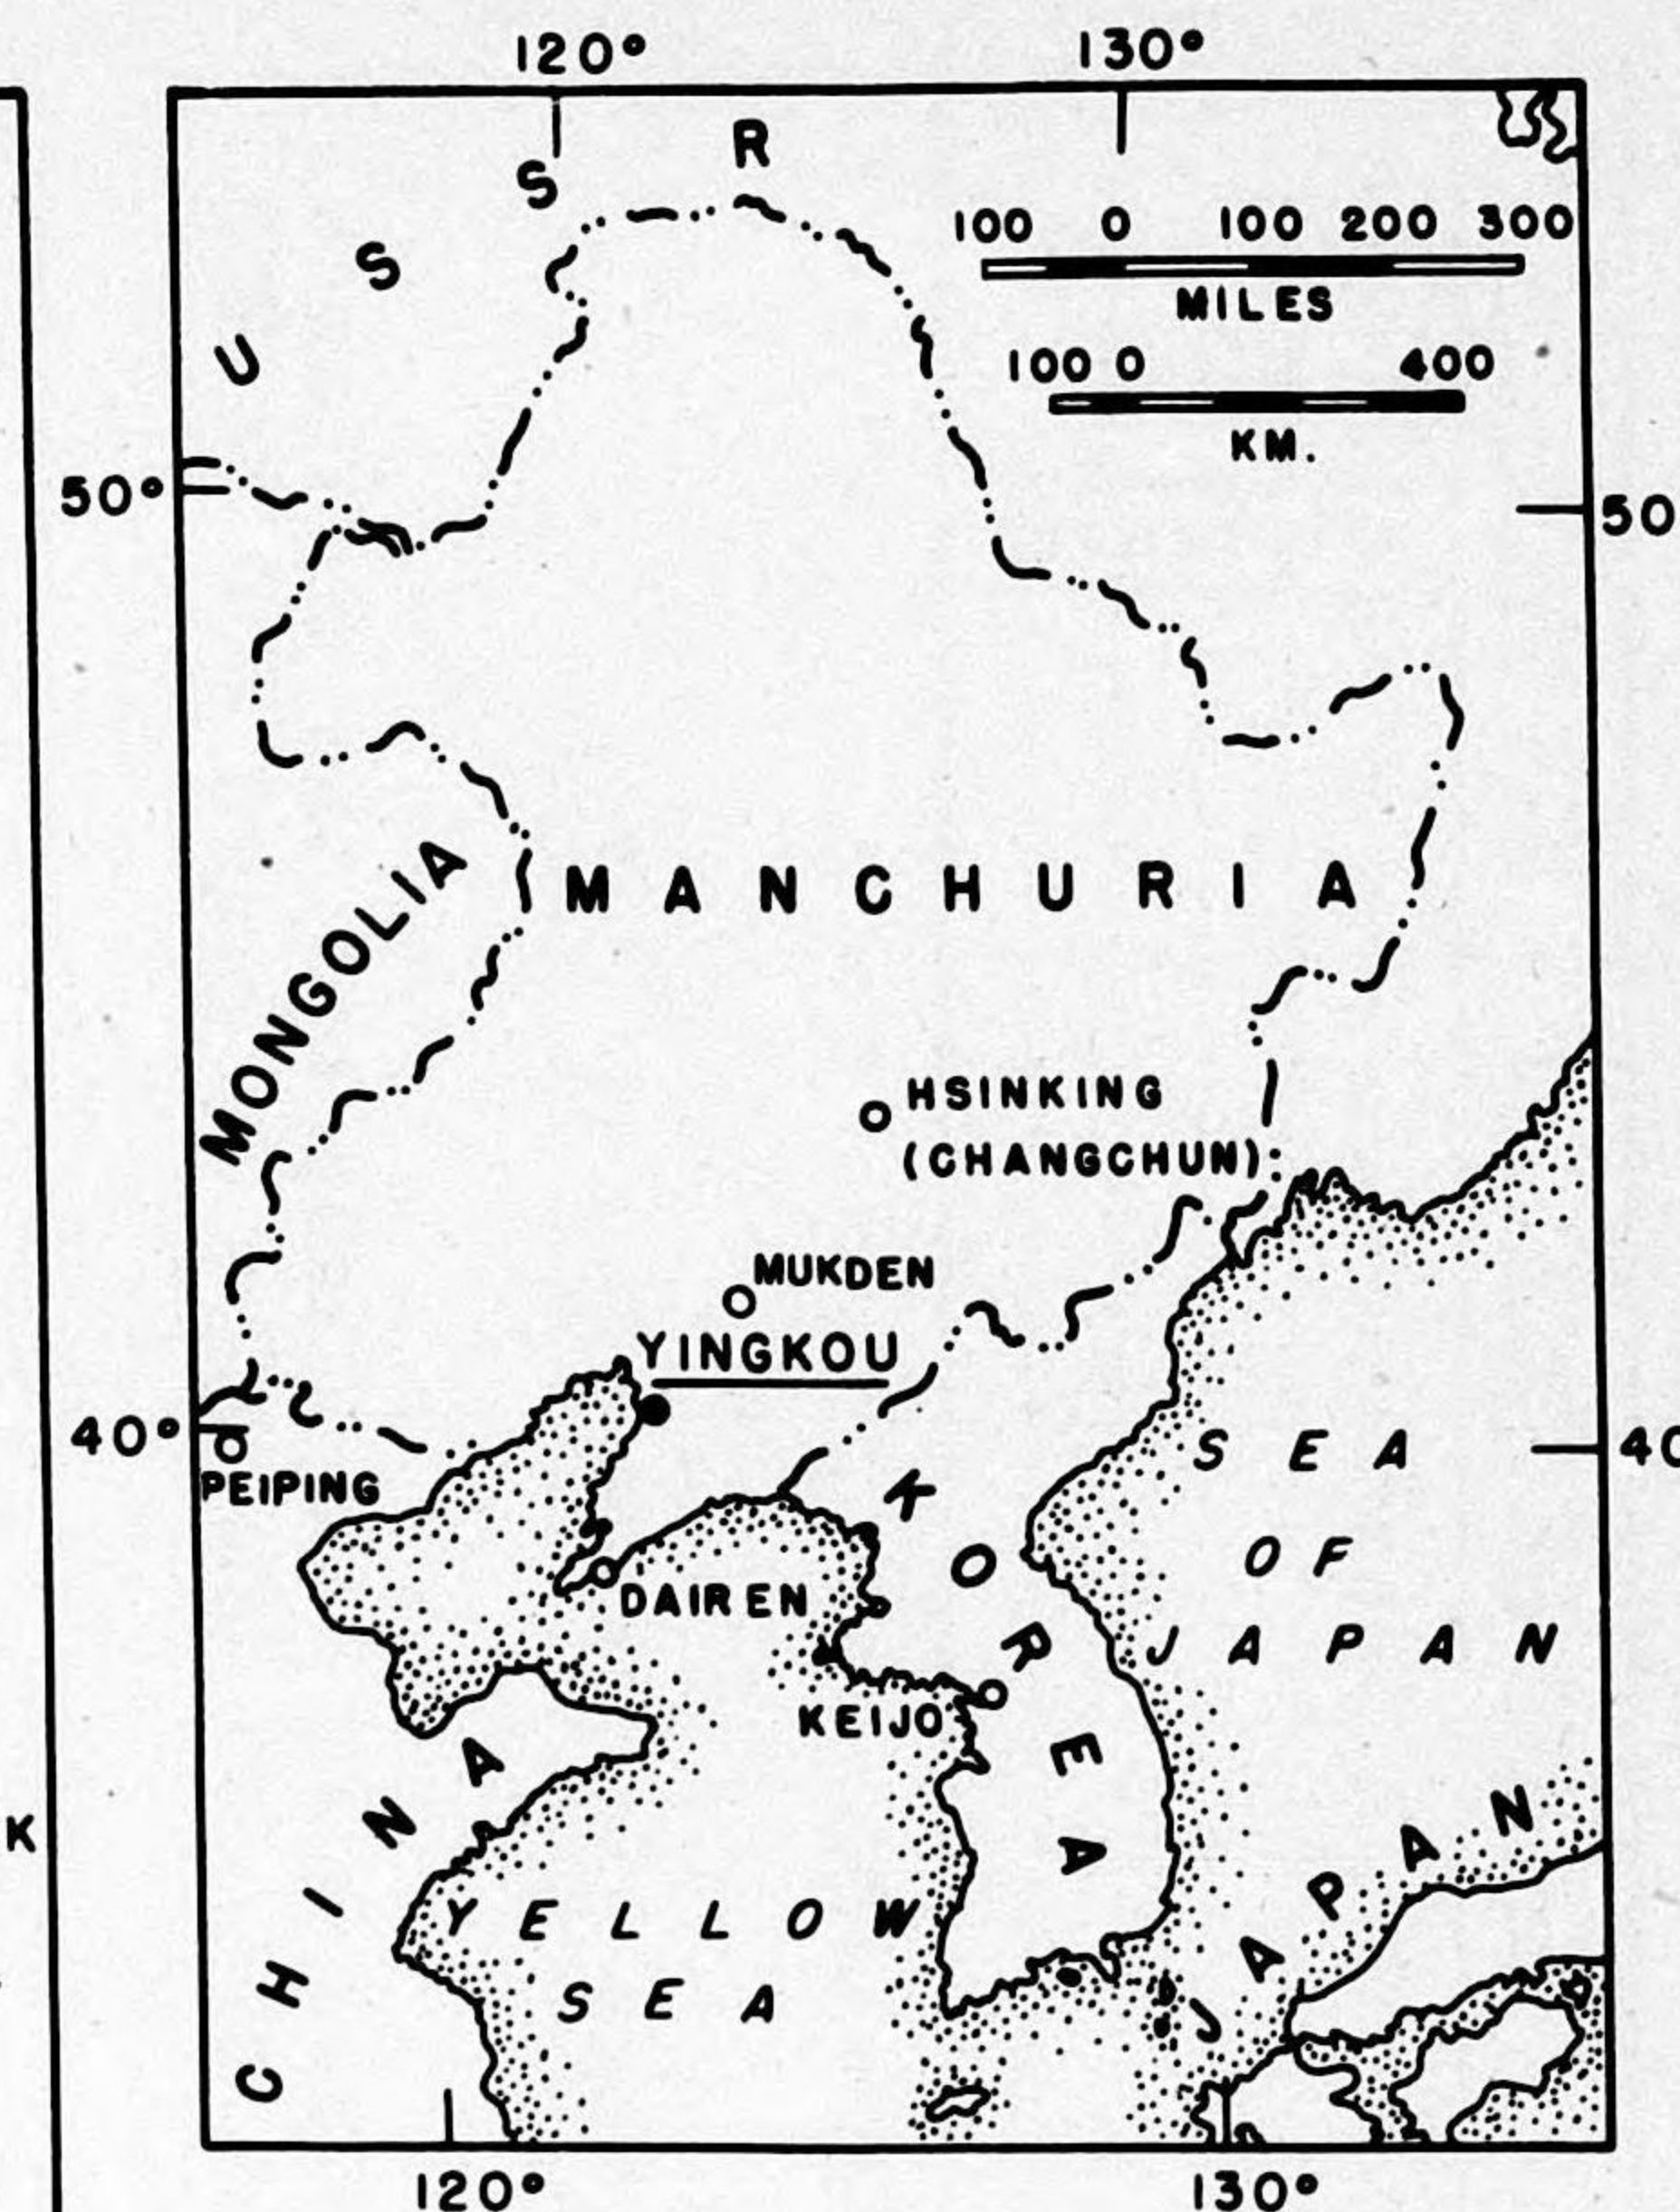 120° 130°
U S S R
100 0 100 200 300
MILES
100 0 400
KM.
50° 50
MONGOLIA
MANCHURIA
HSINKING
(CHANGCHUN)
MUKDEN
YINGKOU
40° 40
PEIPING
DAIREN
KEIJO
KOREA
SEA
OF
JAPAN
CHINA
YELLOW
SEA
JAPAN
K
120° 130°